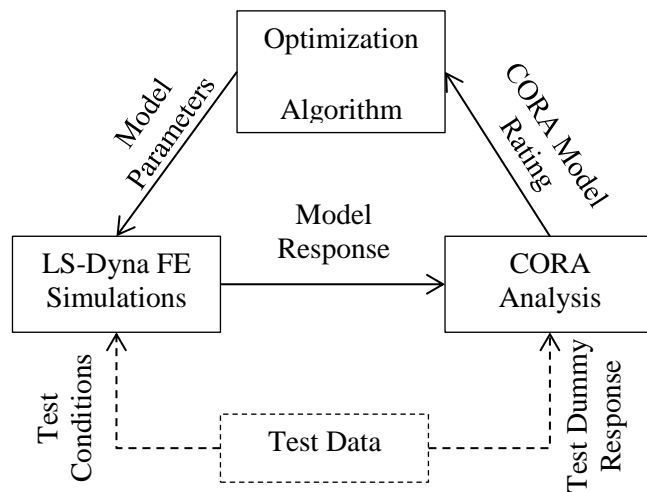 Optimization
Algorithm
Model
Parameters
CORA Model
Rating
Model
Response
LS-Dyna FE
Simulations
CORA
Analysis
Test
Conditions
Test Data
Test Dummy
Response